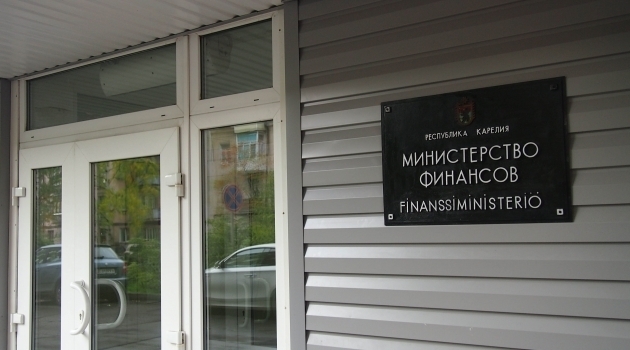 РЕСПУБЛИКА КАРЕЛИЯ
МИНИСТЕРСТВО
ФИНАНСОВ
FINANSSIMINISTERIÖ